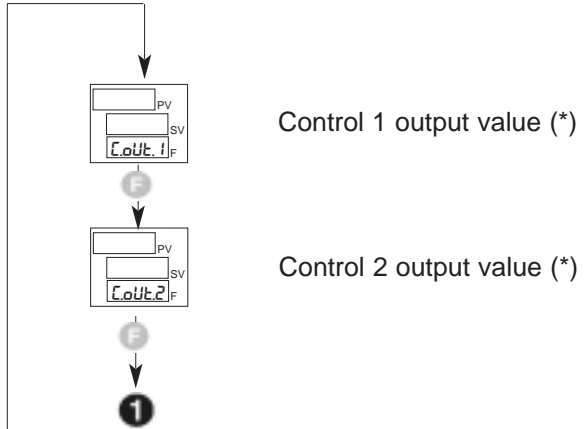 PV
SV
C.oUt.1 F
Control 1 output value (*)
F
PV
SV
C.oUt.2 F
Control 2 output value (*)
F
1